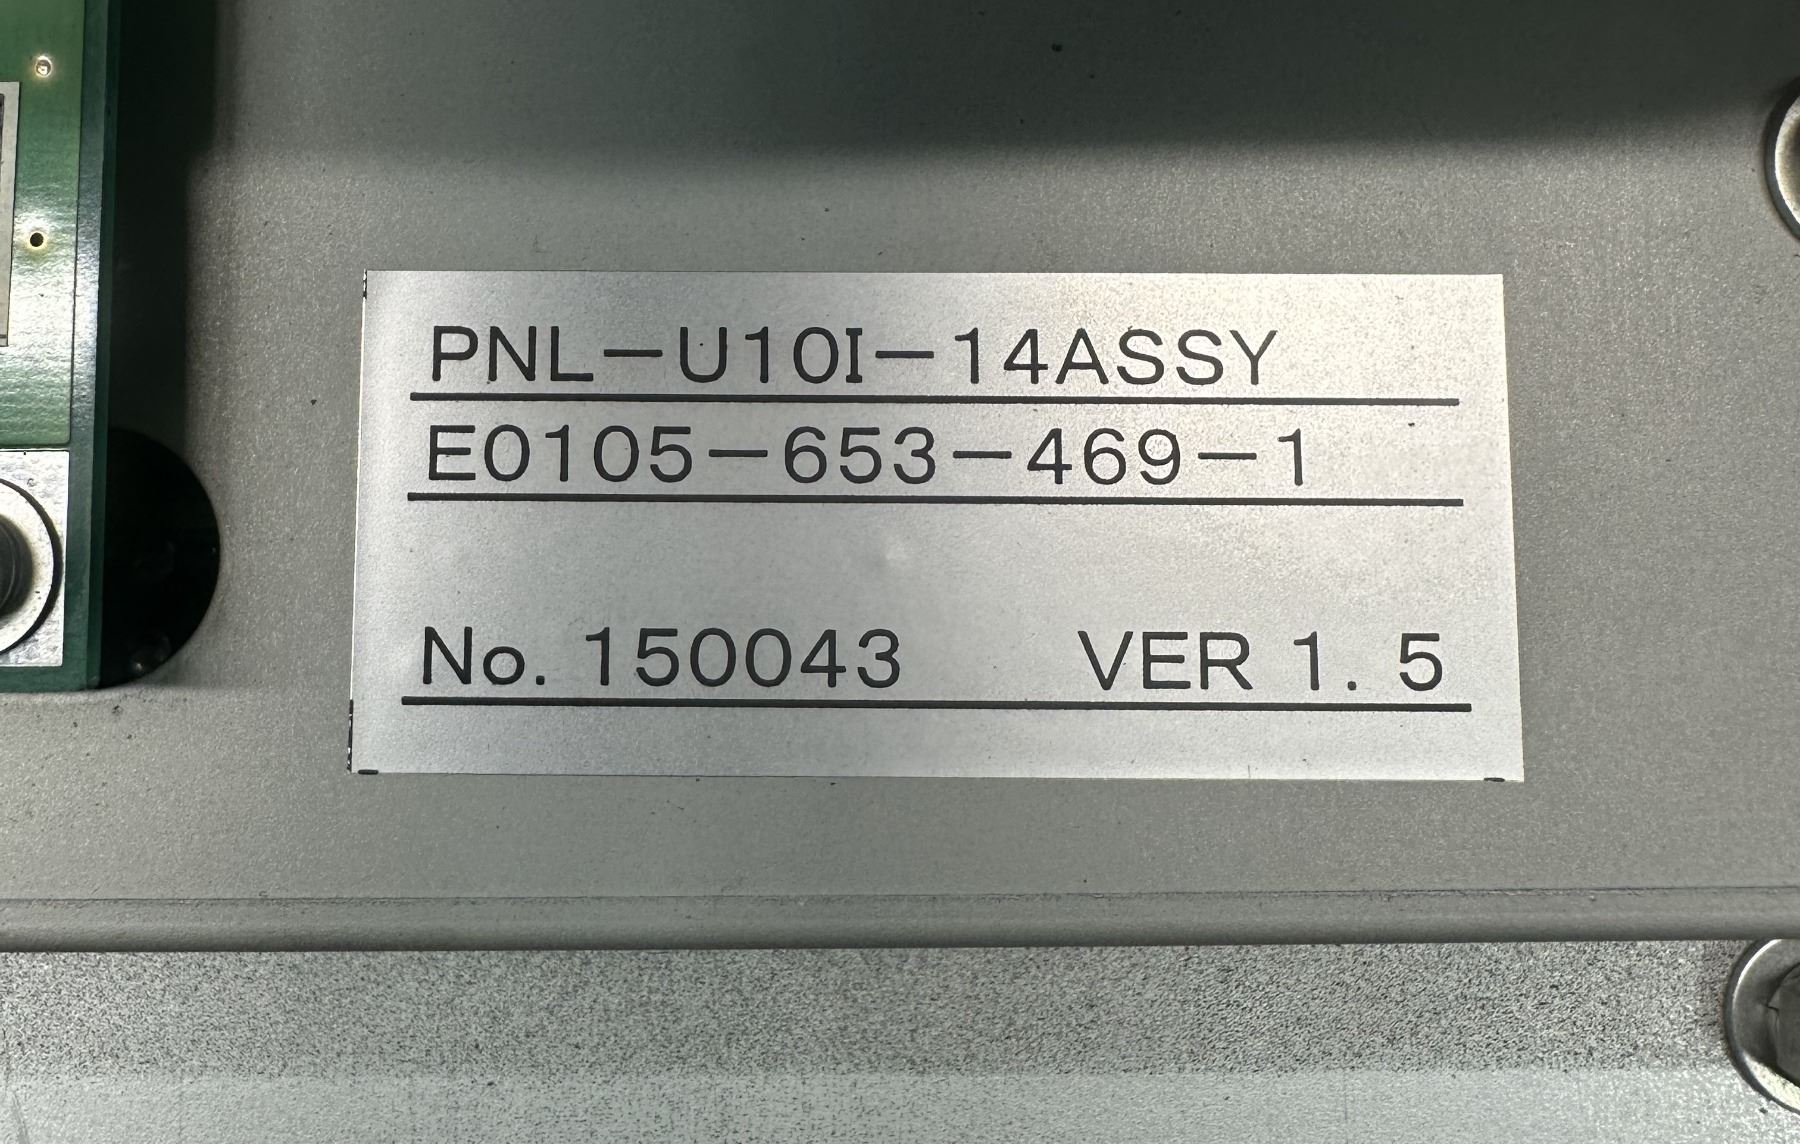 PNL-U10I-14ASSY
E0105-653-469-1
No. 150043 VER 1. 5